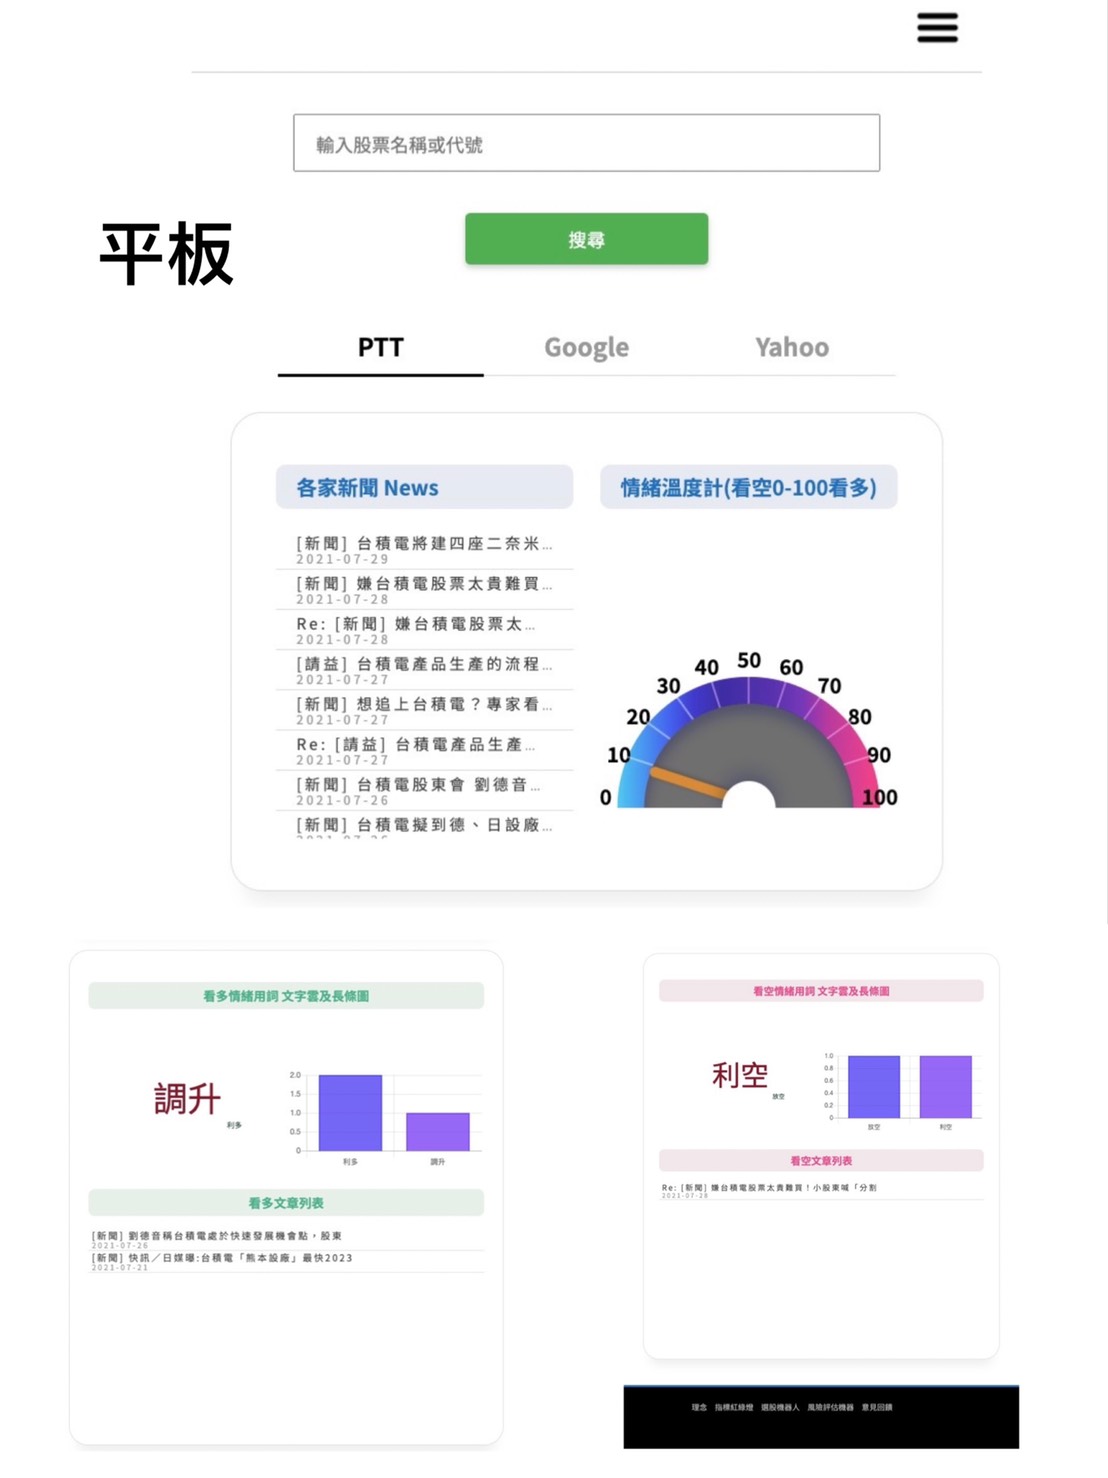 輸入股票名稱或代號
平板
搜尋
PTT Google Yahoo
各家新聞 News
[新聞] 台積電將建四座二奈米…
2021-07-29
[新聞] 嫌台積電股票太貴難買…
2021-07-28
Re: [新聞] 嫌台積電股票太…
2021-07-28
[請益] 台積電產品生產的流程…
2021-07-27
[新聞] 想追上台積電？專家看…
2021-07-27
Re: [請益] 台積電產品生產…
2021-07-27
[新聞] 台積電股東會 劉德音…
2021-07-26
[新聞] 台積電擬到德、日設廠…
2021-07-26
情緒溫度計(看空0-100看多)
0
10
20
30
40
50
60
70
80
90
100
看多情緒用詞 文字雲及長條圖
調升
利多
2.0
1.5
1.0
0.5
0
利多 調升
看多文章列表
[新聞] 劉德音稱台積電處於快速發展機會點，股東
2021-07-26
[新聞] 快訊／日媒曝:台積電「熊本設廠」最快2023
2021-07-21
看空情緒用詞 文字雲及長條圖
利空
放空
1.0
0.8
0.6
0.4
0.2
0
放空 利空
看空文章列表
Re: [新聞] 嫌台積電股票太貴難買！小股東喊「分割
2021-07-28
理念 指標紅綠燈 選股機器人 風險評估機器 意見回饋